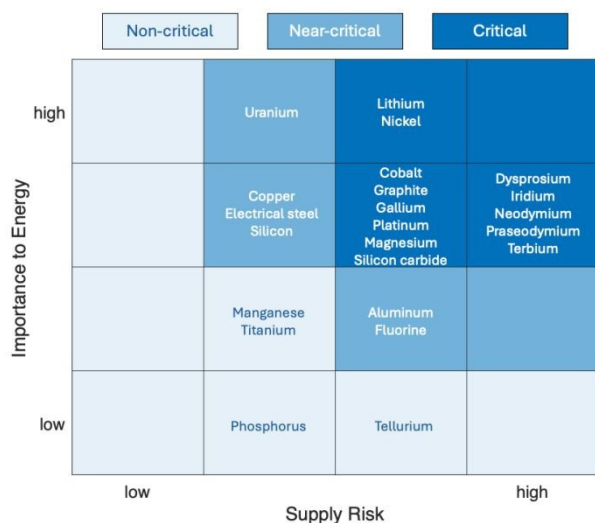 Non-critical
Near-critical
Critical
Importance to Energy
high
Uranium
Lithium
Nickel
Copper
Electrical steel
Silicon
Cobalt
Graphite
Gallium
Platinum
Magnesium
Silicon carbide
Dysprosium
Iridium
Neodymium
Praseodymium
Terbium
Manganese
Titanium
Aluminum
Fluorine
low
Phosphorus
Tellurium
low
high
Supply Risk